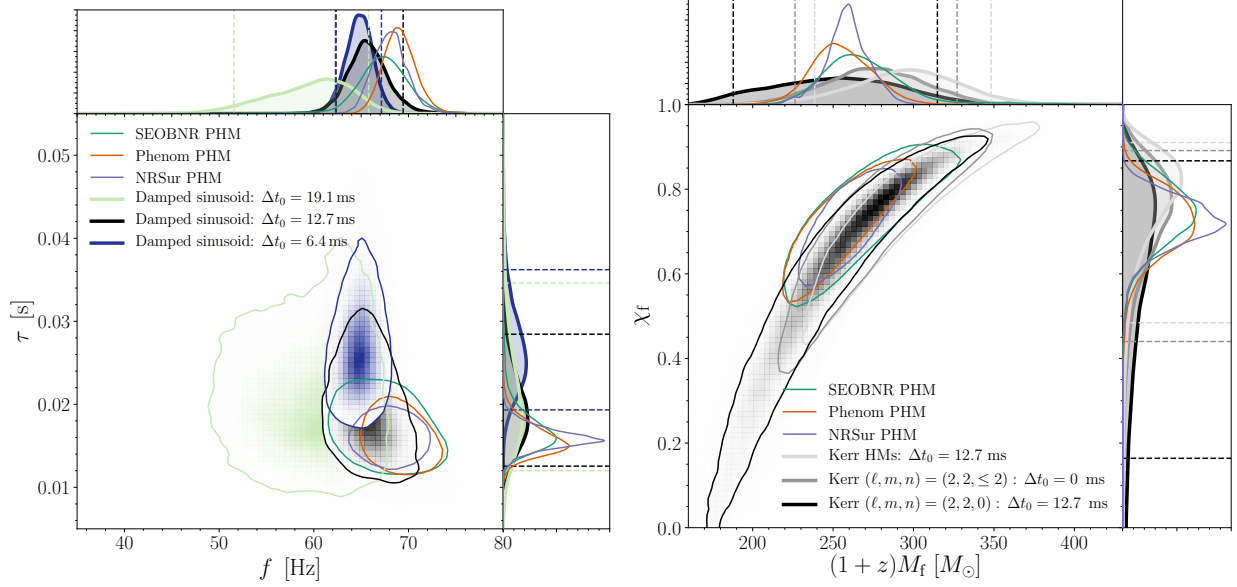 SEOBNR PHM
Phenom PHM
NRSur PHM
Damped sinusoid: Δt₀ = 19.1 ms
Damped sinusoid: Δt₀ = 12.7 ms
Damped sinusoid: Δt₀ = 6.4 ms
0.05
0.04
0.03
0.02
0.01
τ [s]
40
50
60
70
80
f [Hz]
1.0
0.8
0.6
0.4
0.2
0.0
χf
SEOBNR PHM
Phenom PHM
NRSur PHM
Kerr HMs: Δt₀ = 12.7 ms
Kerr (ℓ, m, n) = (2, 2, ≤ 2) : Δt₀ = 0 ms
Kerr (ℓ, m, n) = (2, 2, 0) : Δt₀ = 12.7 ms
200
250
300
350
400
(1 + z)Mf [M⊙]